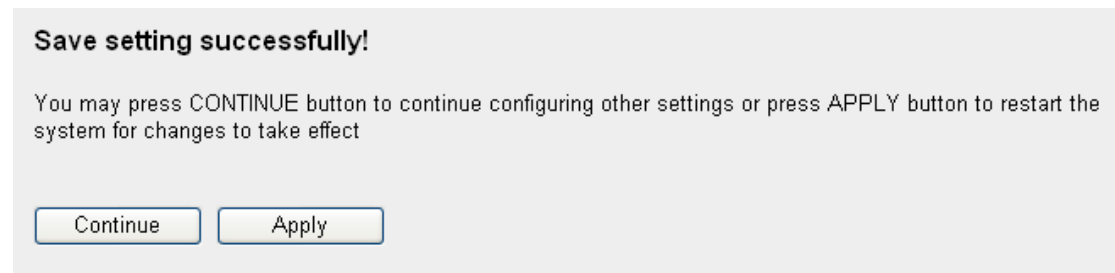 Save setting successfully!
You may press CONTINUE button to continue configuring other settings or press APPLY button to restart the
system for changes to take effect
Continue Apply